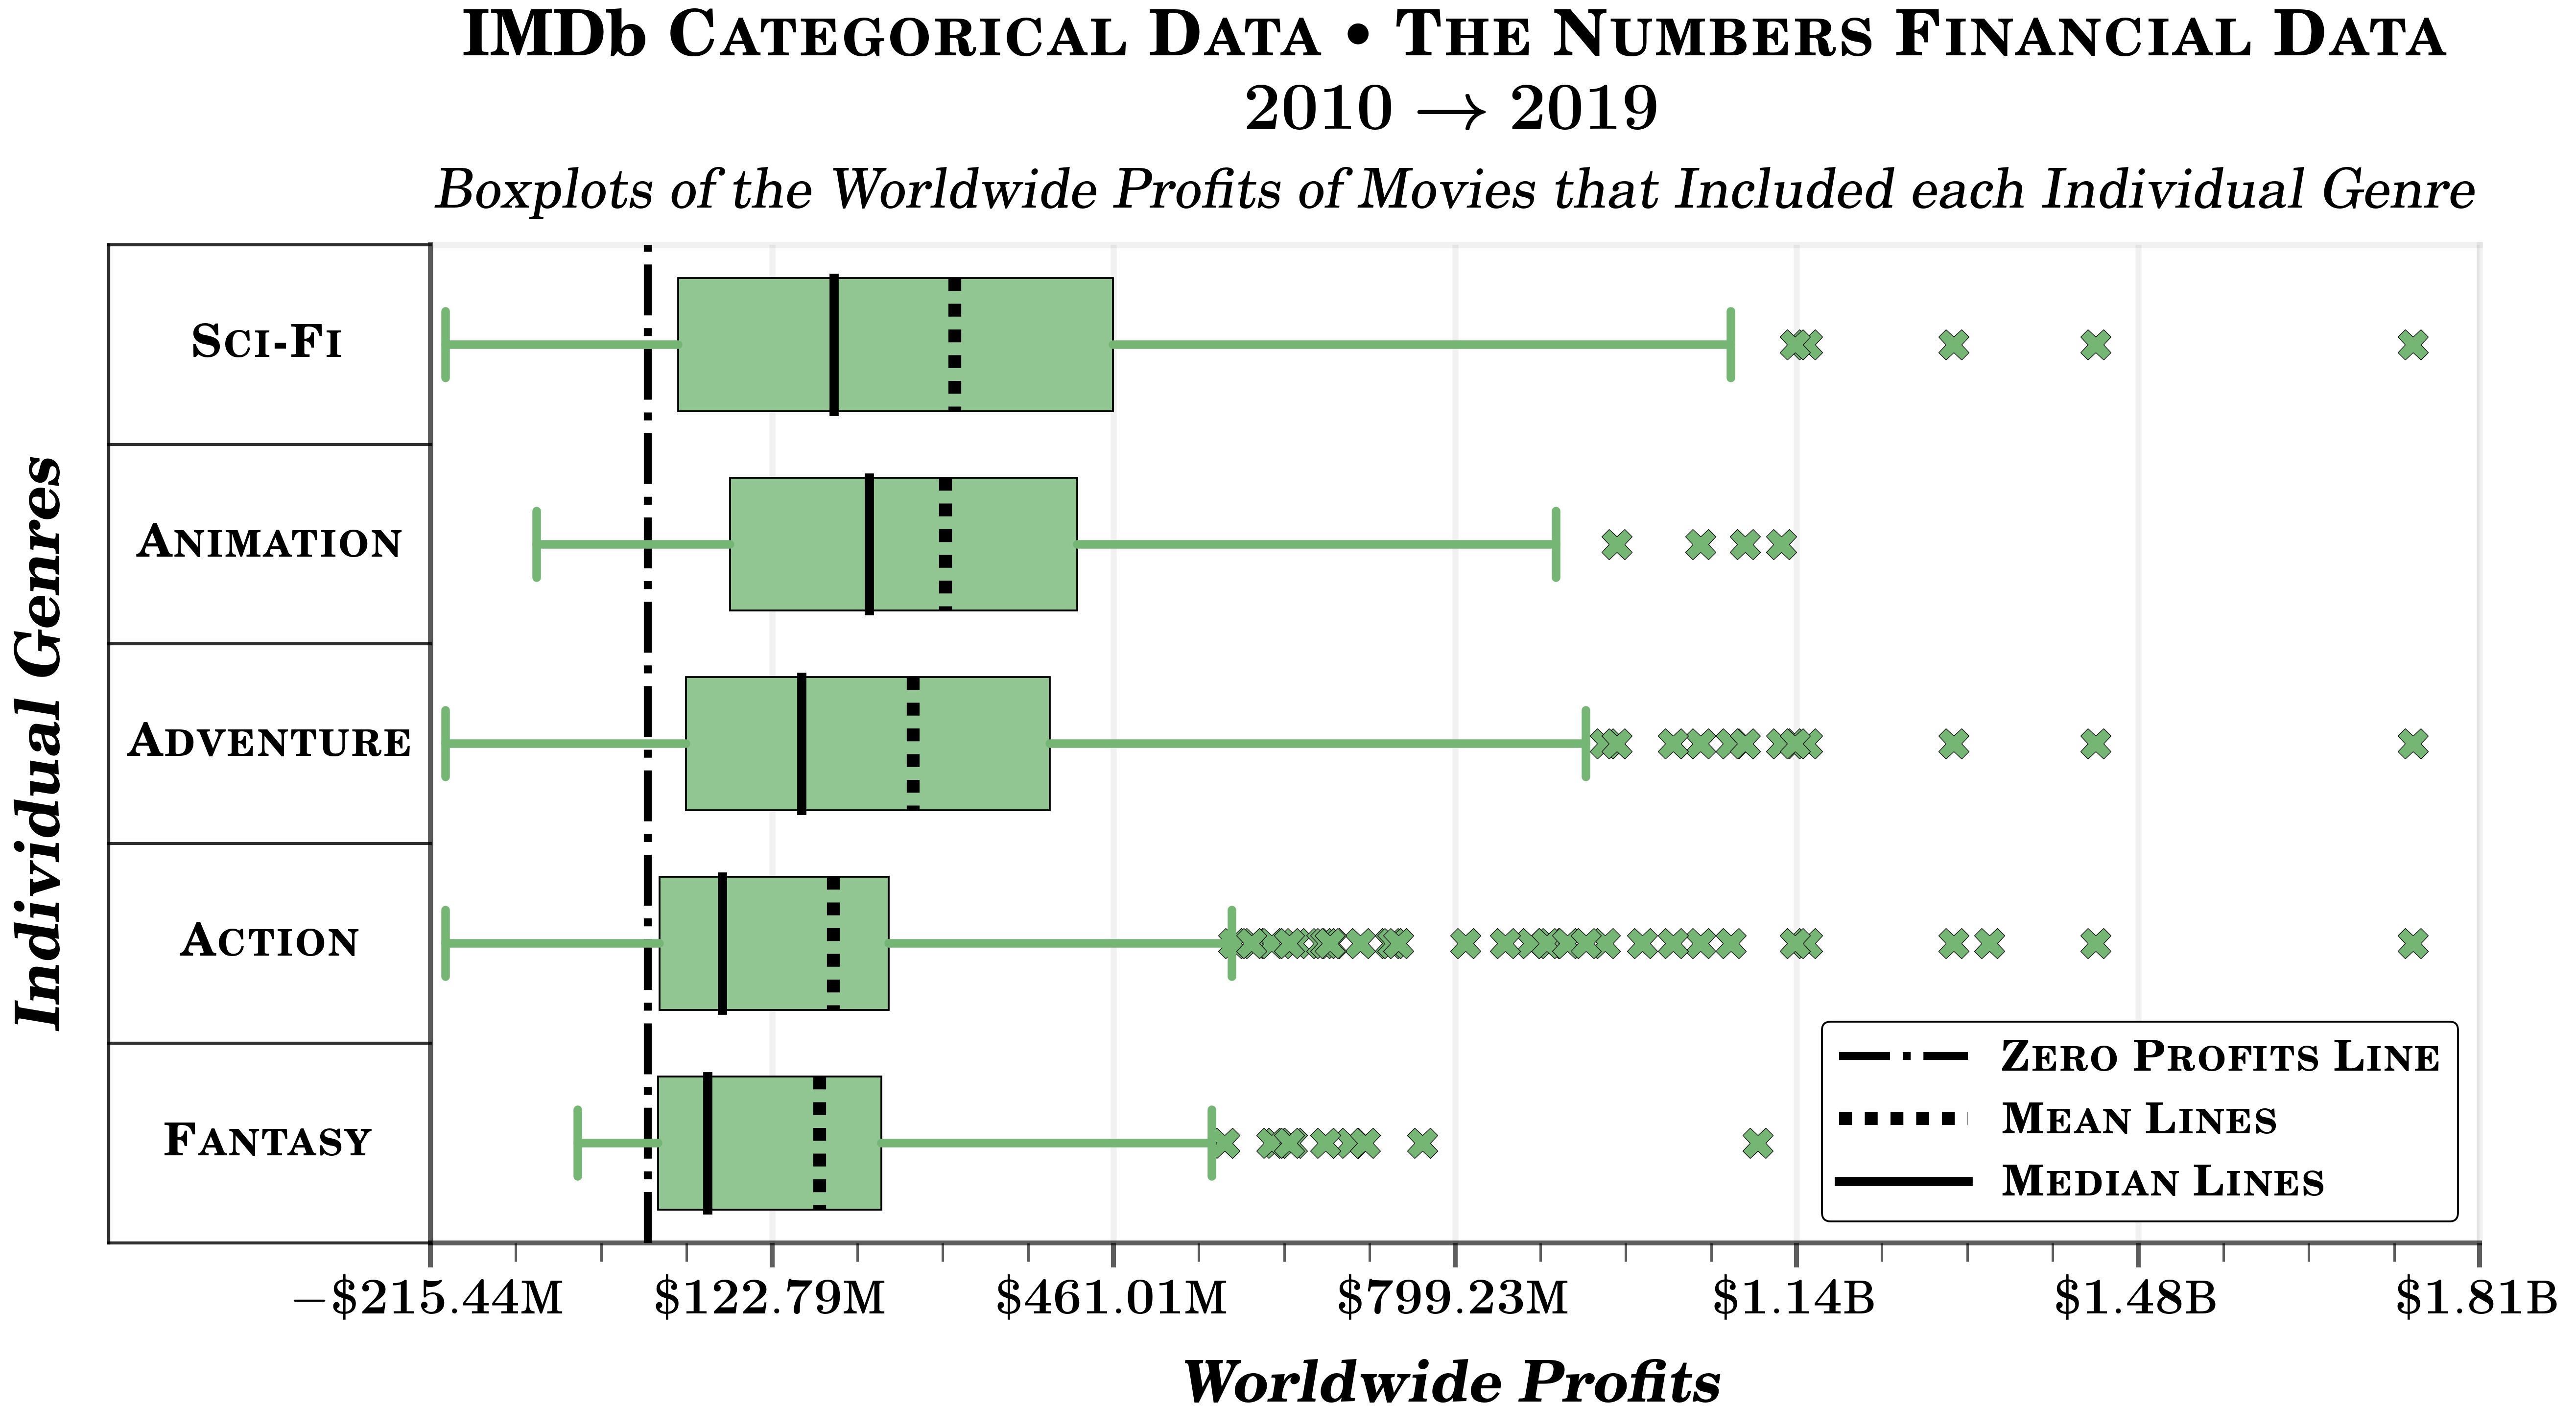 IMDb Categorical Data • The Numbers Financial Data
2010 → 2019
Boxplots of the Worldwide Profits of Movies that Included each Individual Genre
Individual Genres
Sci-Fi
Animation
Adventure
Action
Fantasy
Zero Profits Line
Mean Lines
Median Lines
−$215.44M $122.79M $461.01M $799.23M $1.14B $1.48B $1.81B
Worldwide Profits